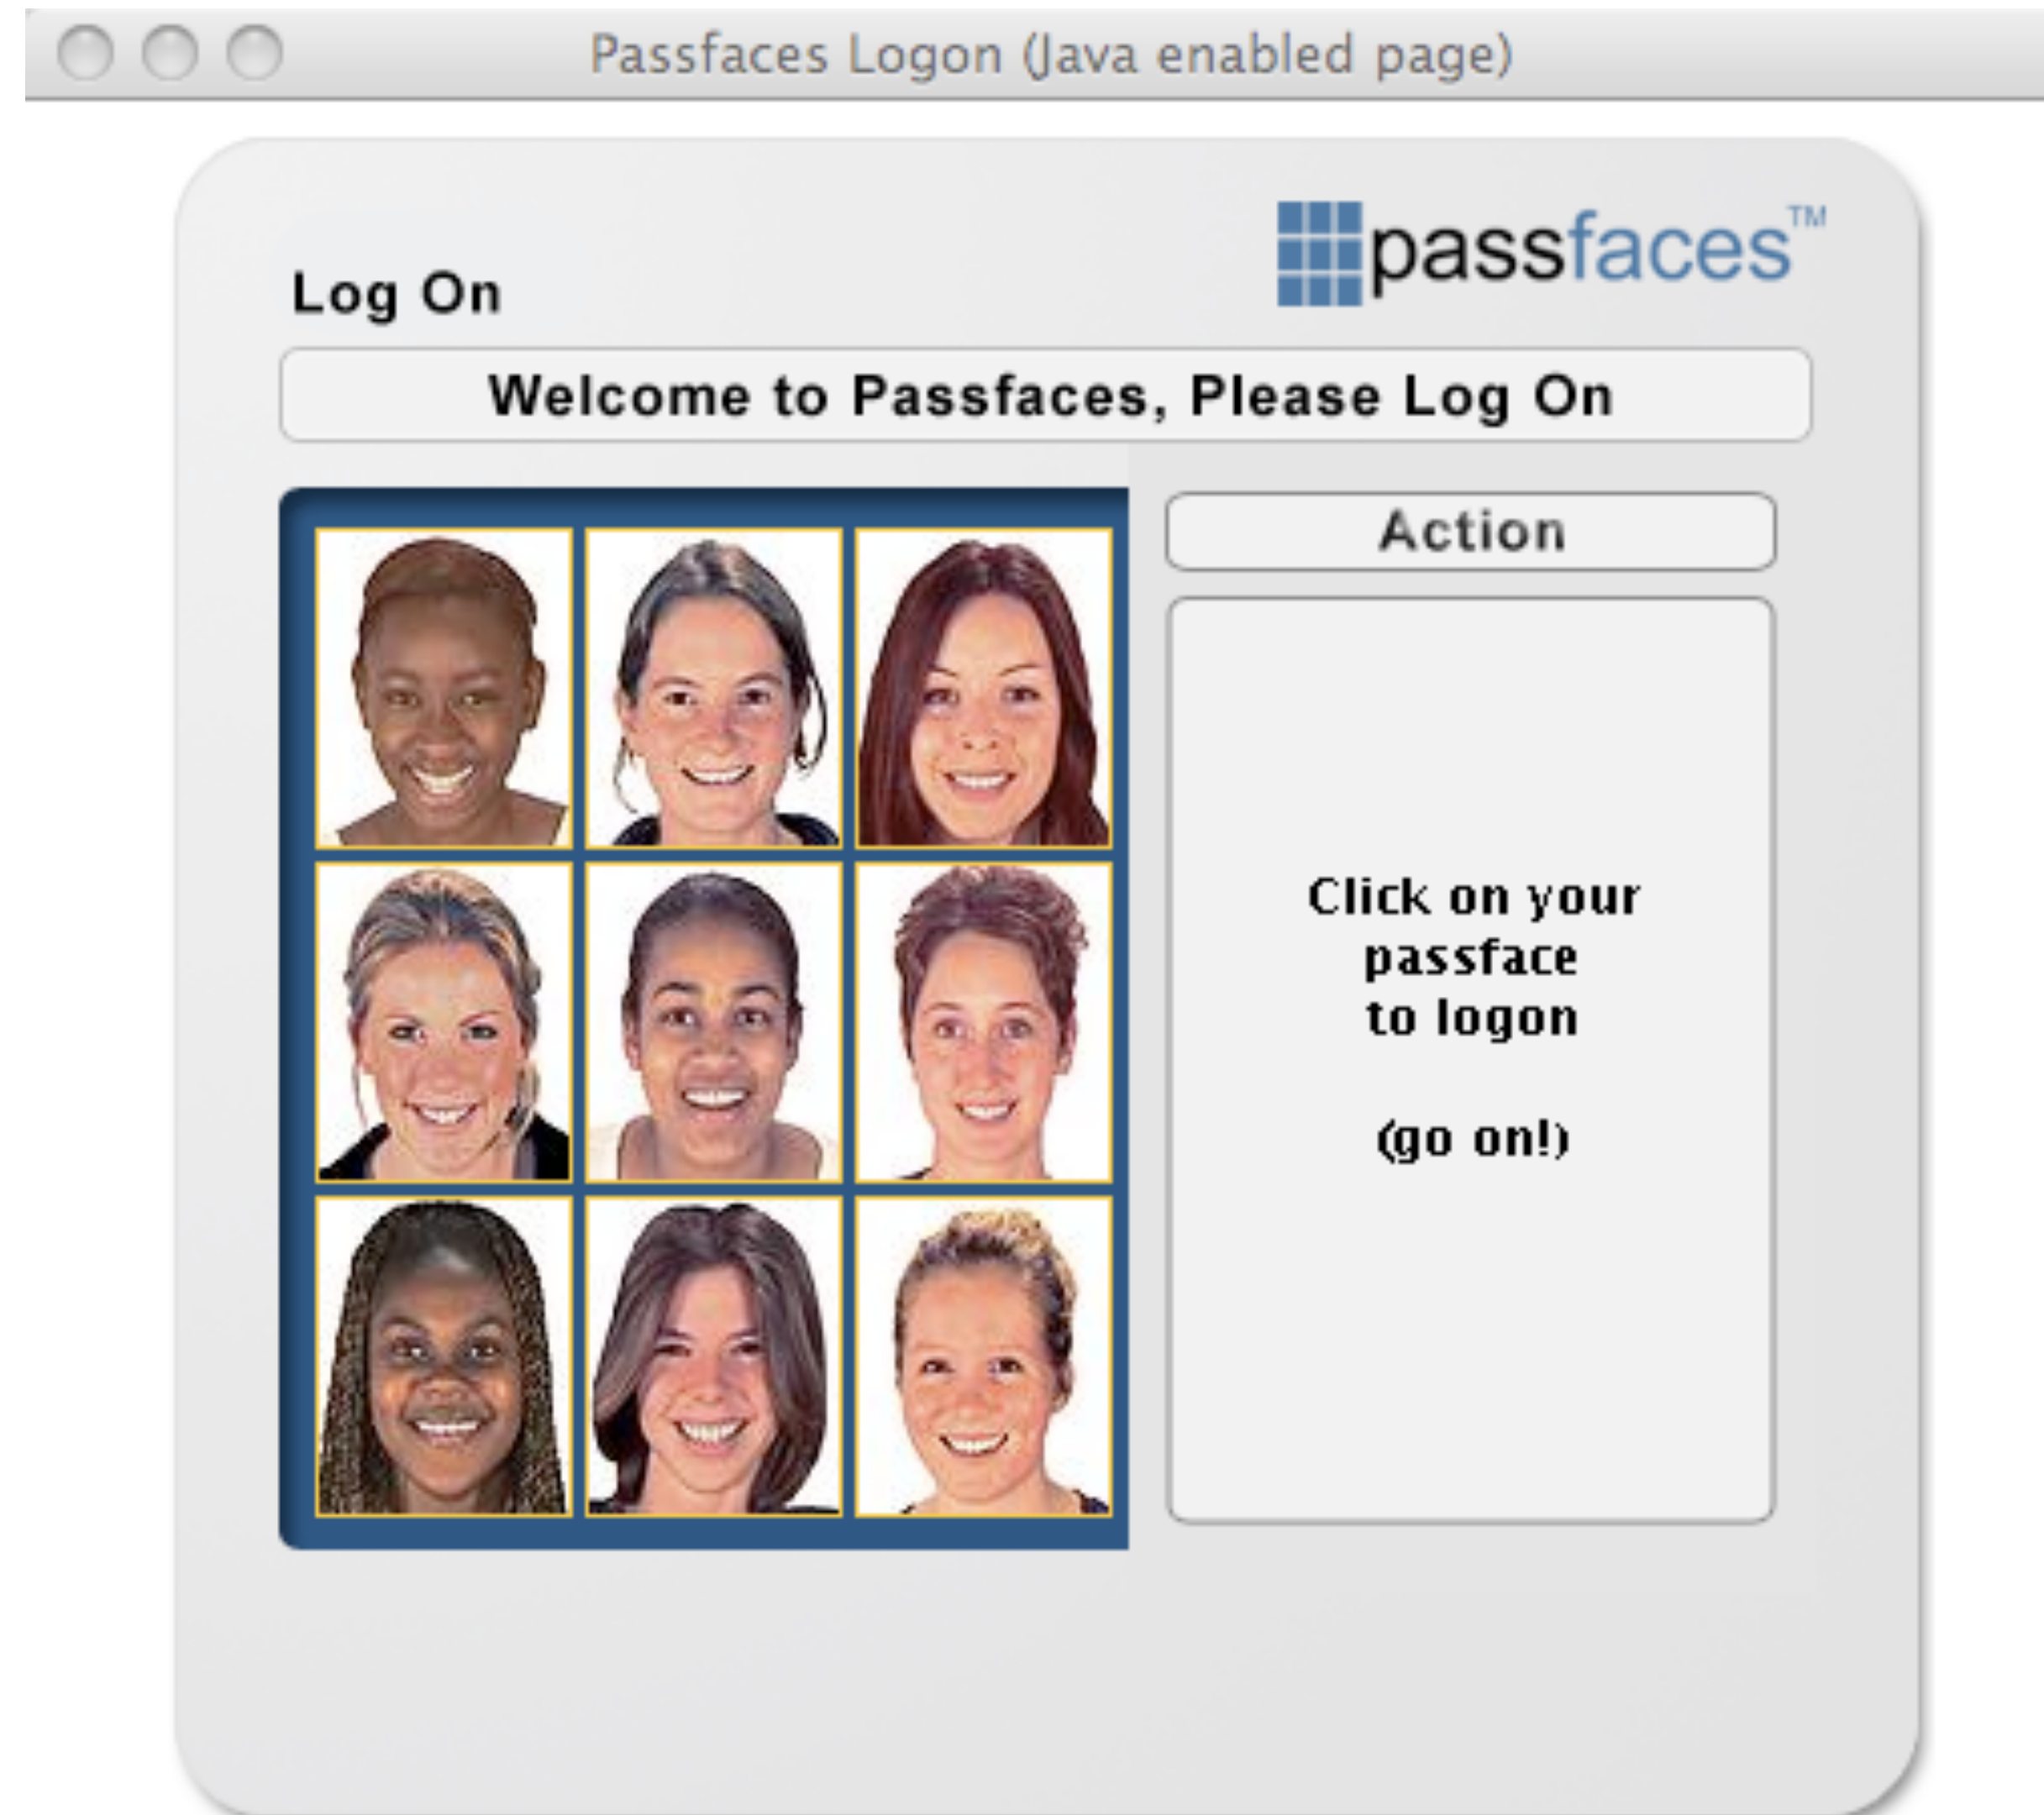 Passfaces Logon (Java enabled page)
passfaces™
Log On
Welcome to Passfaces, Please Log On
Action
Click on your
passface
to logon
(go on!)